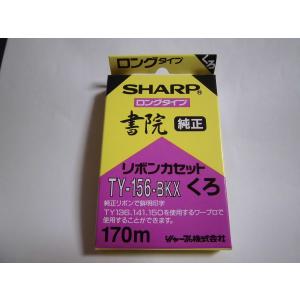 ロングタイプ
くろ
SHARP®
ロングタイプ
書院 純正
リボンカセット
TY-156-BKX くろ
純正リボンで鮮明印字
TY136,141,150を使用するワープロで
使用することができます。
170m
シャープ株式会社